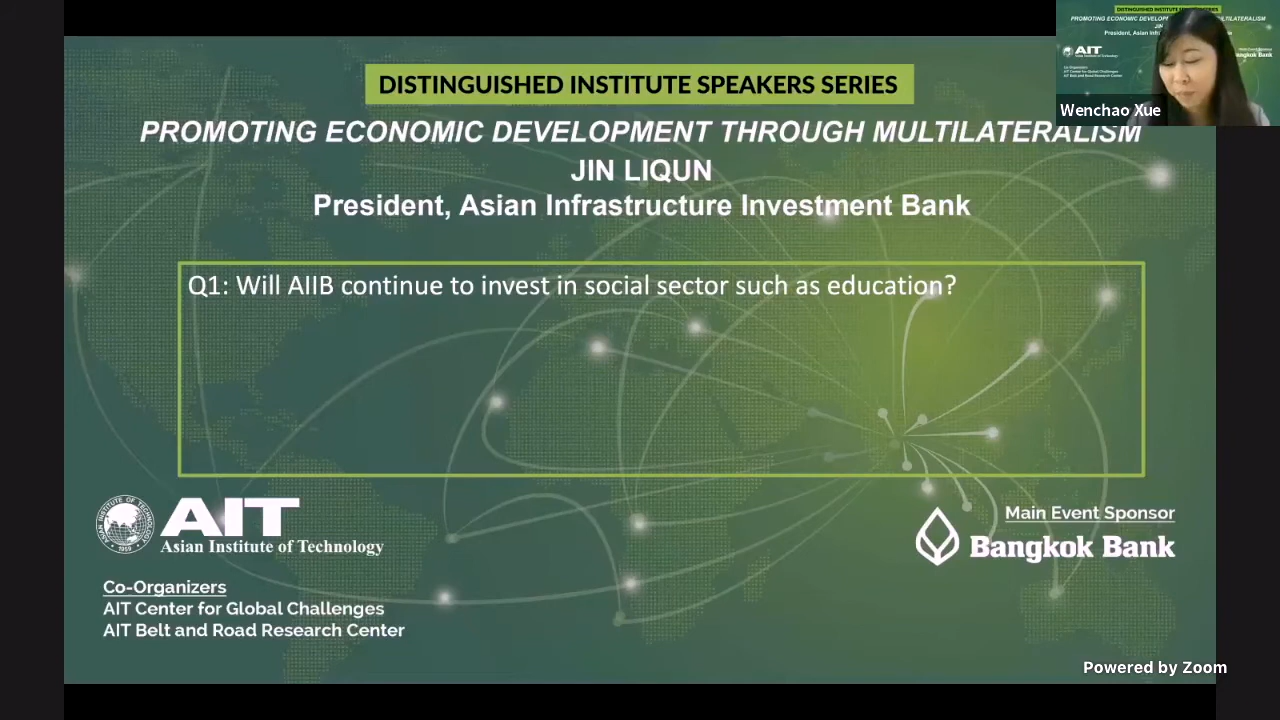 DISTINGUISHED INSTITUTE SPEAKERS SERIES
PROMOTING ECONOMIC DEVELOPMENT THROUGH MULTILATERALISM
JIN LIQUN
President, Asian Infrastructure Investment Bank
Wenchao Xue
Q1: Will AIIB continue to invest in social sector such as education?
AIT
Asian Institute of Technology
Main Event Sponsor
Bangkok Bank
Co-Organizers
AIT Center for Global Challenges
AIT Belt and Road Research Center
Powered by Zoom